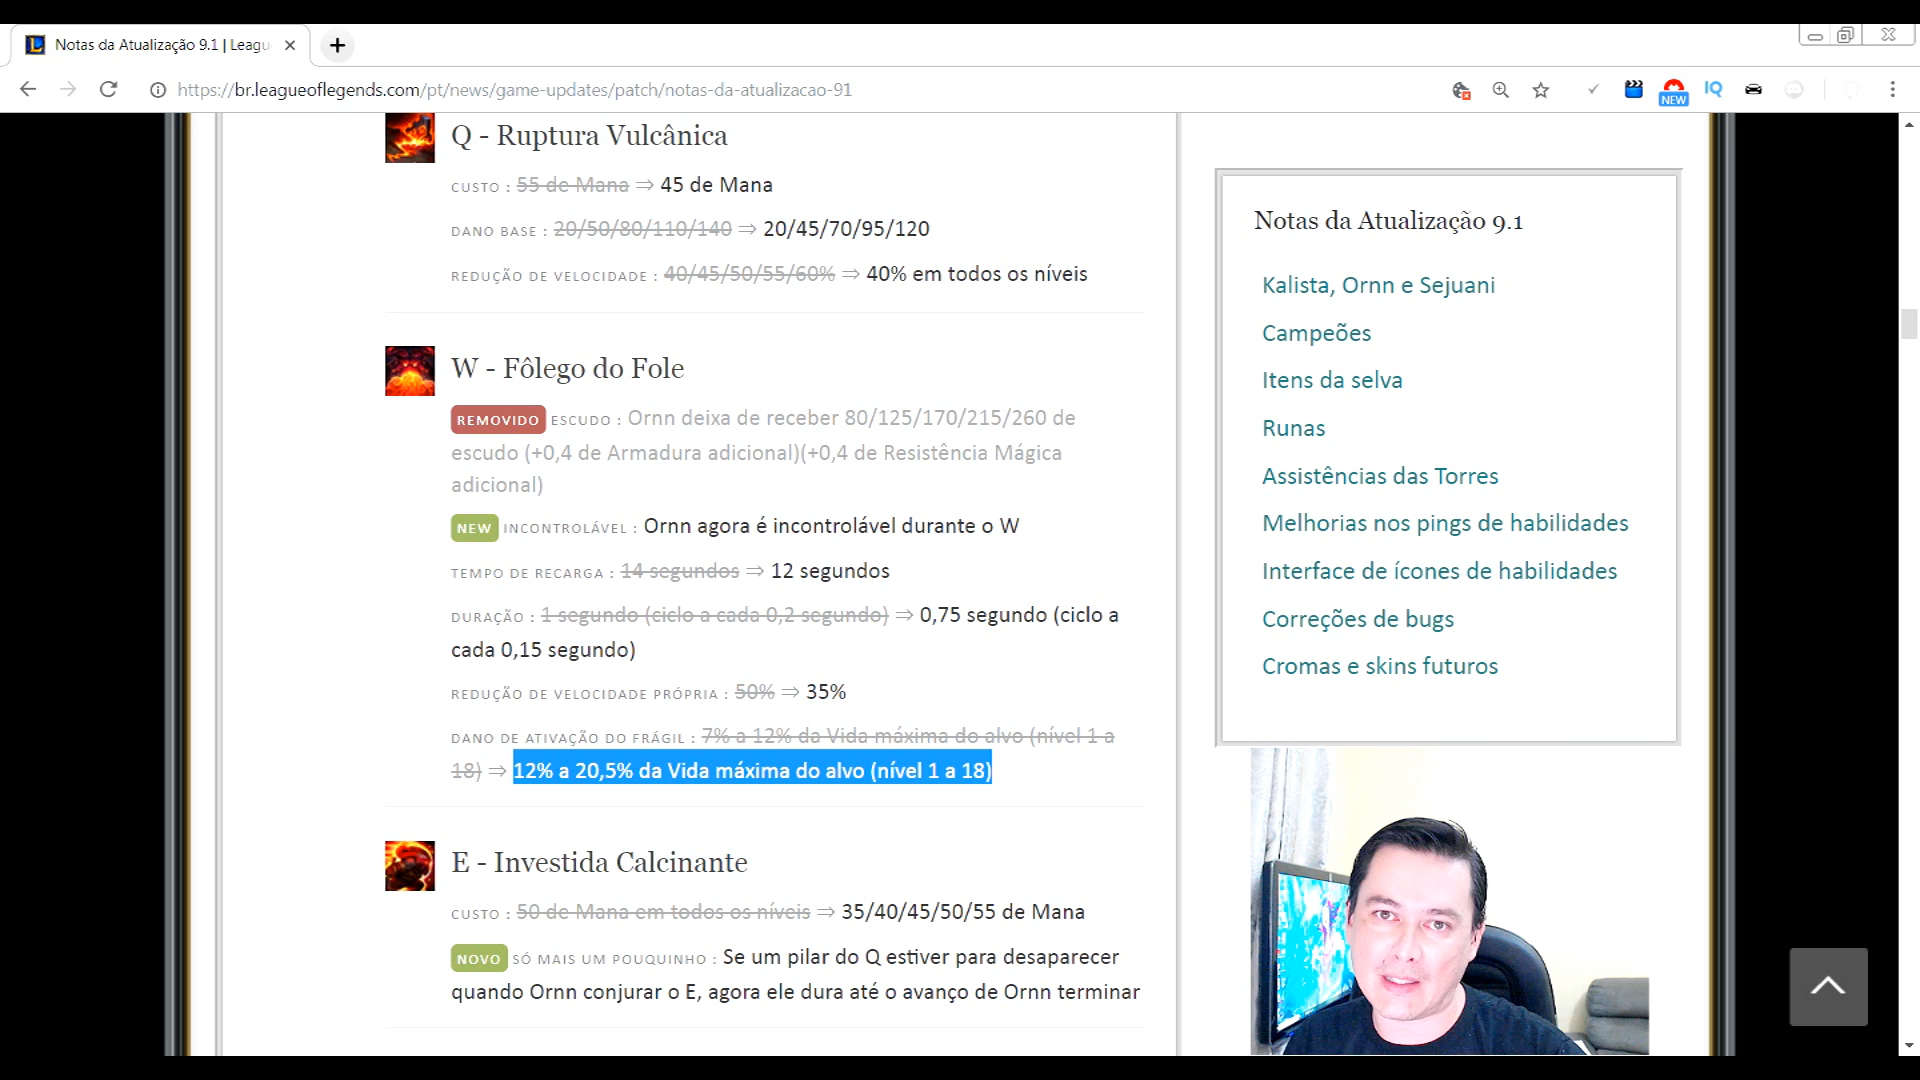 Notas da Atualização 9.1 | Leagu
https://br.leagueoflegends.com/pt/news/game-updates/patch/notas-da-atualizacao-91
NEW
IQ
Q - Ruptura Vulcânica
CUSTO : 55 de Mana ⇒ 45 de Mana
DANO BASE : 20/50/80/110/140 ⇒ 20/45/70/95/120
REDUÇÃO DE VELOCIDADE : 40/45/50/55/60% ⇒ 40% em todos os níveis
W - Fôlego do Fole
REMOVIDO ESCUDO : Ornn deixa de receber 80/125/170/215/260 de
escudo (+0,4 de Armadura adicional)(+0,4 de Resistência Mágica
adicional)
NEW INCONTROLÁVEL : Ornn agora é incontrolável durante o W
TEMPO DE RECARGA : 14 segundos ⇒ 12 segundos
DURAÇÃO : 1 segundo (ciclo a cada 0,2 segundo) ⇒ 0,75 segundo (ciclo a
cada 0,15 segundo)
REDUÇÃO DE VELOCIDADE PRÓPRIA : 50% ⇒ 35%
DANO DE ATIVAÇÃO DO FRÁGIL : 7% a 12% da Vida máxima do alvo (nível 1 a
18) ⇒ 12% a 20,5% da Vida máxima do alvo (nível 1 a 18)
E - Investida Calcinante
CUSTO : 50 de Mana em todos os níveis ⇒ 35/40/45/50/55 de Mana
NOVO SÓ MAIS UM POUQUINHO : Se um pilar do Q estiver para desaparecer
quando Ornn conjurar o E, agora ele dura até o avanço de Ornn terminar
Notas da Atualização 9.1
Kalista, Ornn e Sejuani
Campeões
Itens da selva
Runas
Assistências das Torres
Melhorias nos pings de habilidades
Interface de ícones de habilidades
Correções de bugs
Cromas e skins futuros